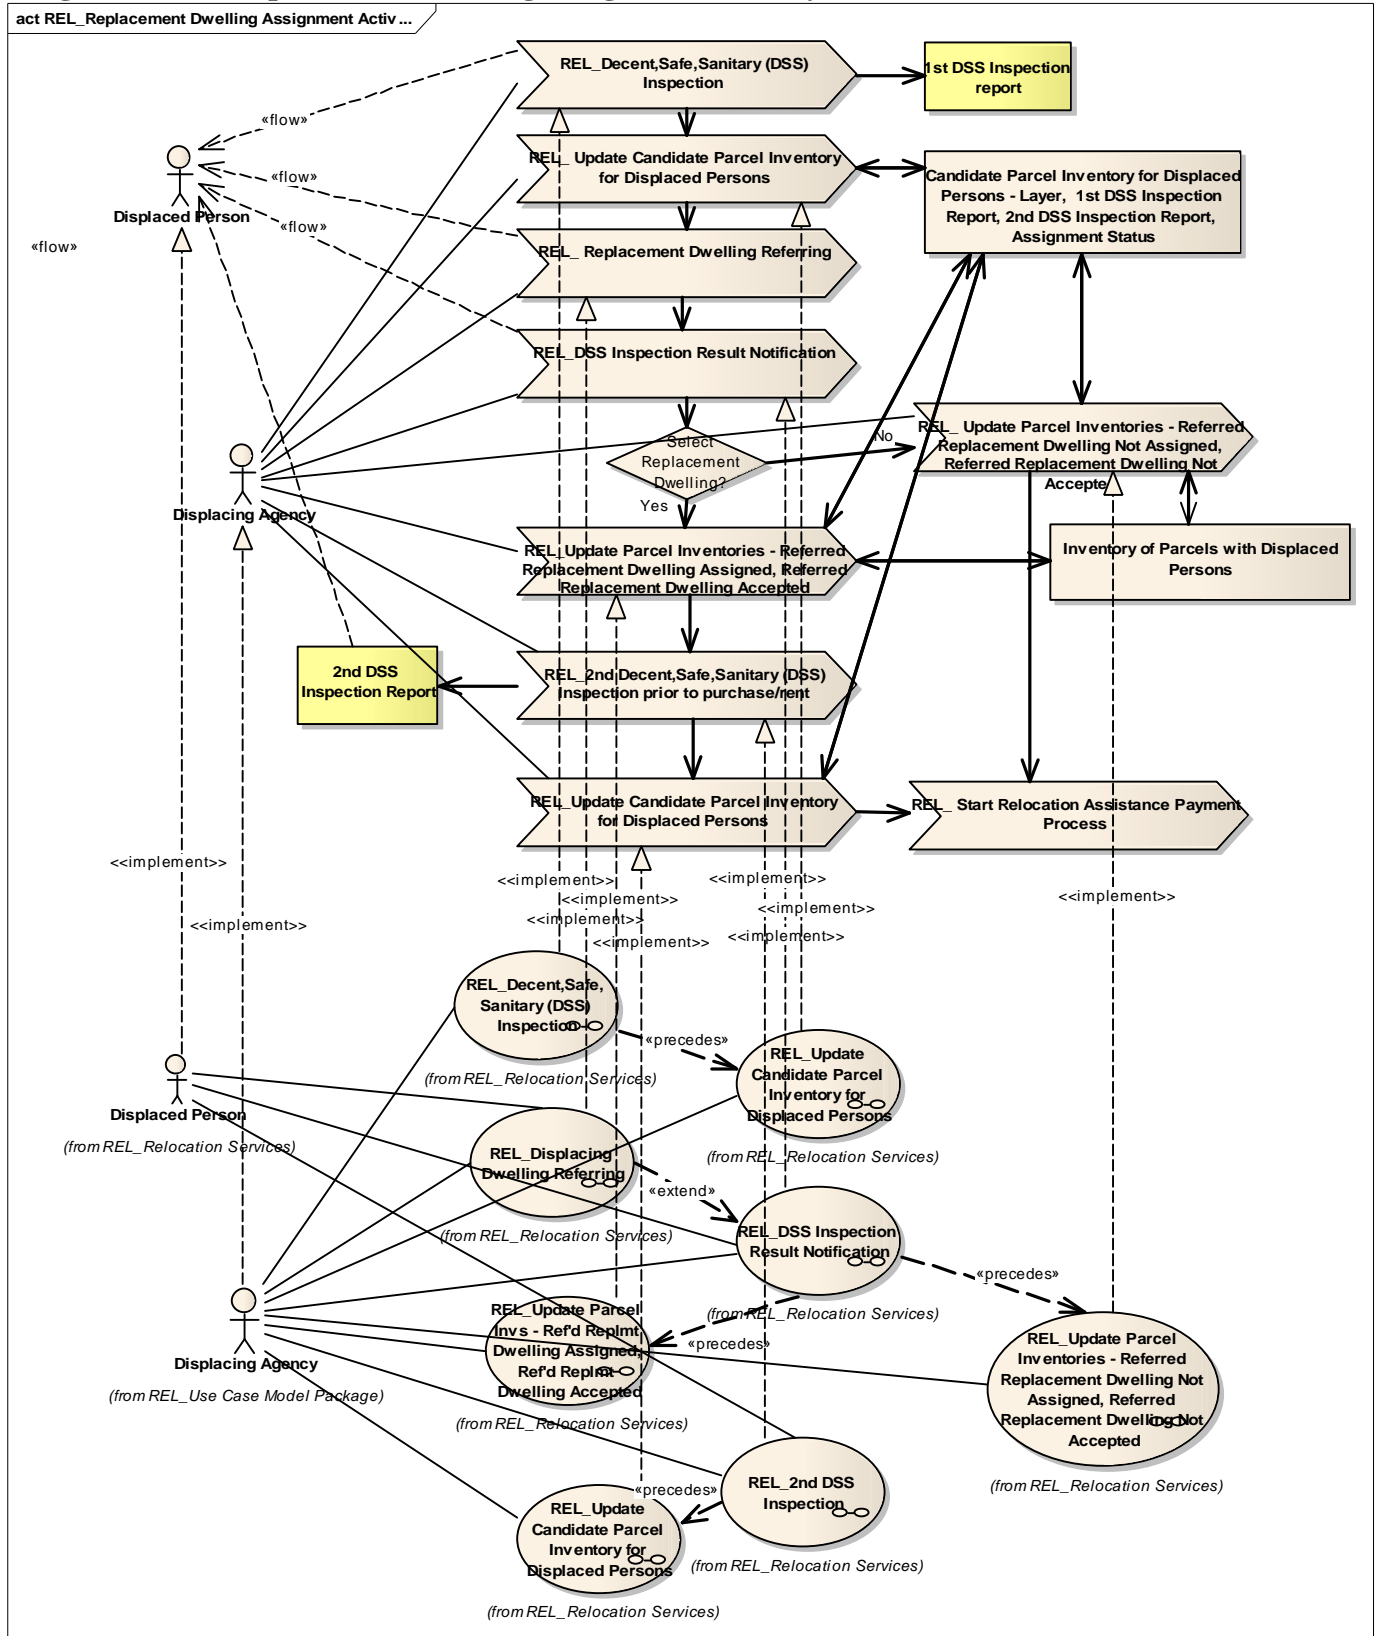 act REL_Replacement Dwelling Assignment Activ...
REL_Decent,Safe,Sanitary (DSS)
Inspection
1st DSS Inspection
report
«flow»
REL_ Update Candidate Parcel Inventory
for Displaced Persons
Candidate Parcel Inventory for Displaced
Persons - Layer, 1st DSS Inspection
Report, 2nd DSS Inspection Report,
Assignment Status
«flow»
Displaced Person
«flow»
«flow»
REL_ Replacement Dwelling Referring
REL_DSS Inspection Result Notification
Select
Replacement
Dwelling?
No
Yes
REL_ Update Parcel Inventories - Referred
Replacement Dwelling Not Assigned,
Referred Replacement Dwelling Not
Accepte
Displacing Agency
REL_Update Parcel Inventories - Referred
Replacement Dwelling Assigned, Referred
Replacement Dwelling Accepted
Inventory of Parcels with Displaced
Persons
2nd DSS
Inspection Report
REL_2nd Decent,Safe,Sanitary (DSS)
Inspection prior to purchase/rent
REL_Update Candidate Parcel Inventory
for Displaced Persons
REL_ Start Relocation Assistance Payment
Process
<<implement>>
<<implement>>
<<implement>>
<<implement>>
<<implement>>
<<implement>>
<<implement>>
<<implement>>
<<implement>>
<<implement>>
REL_Decent,Safe,
Sanitary (DSS)
Inspection
(from REL_Relocation Services)
«precedes»
REL_Update
Candidate Parcel
Inventory for
Displaced Persons
(from REL_Relocation Services)
Displaced Person
(from REL_Relocation Services)
REL_Displacing
Dwelling Referring
(from REL_Relocation Services)
«extend»
REL_DSS Inspection
Result Notification
(from REL_Relocation Services)
«precedes»
«precedes»
Displacing Agency
(from REL_Use Case Model Package)
REL_Update Parcel
Invs - Ref'd Replmt
Dwelling Assigned,
Ref'd Replmt
Dwelling Accepted
(from REL_Relocation Services)
REL_Update Parcel
Inventories - Referred
Replacement Dwelling Not
Assigned, Referred
Replacement Dwelling Not
Accepted
(from REL_Relocation Services)
REL_2nd DSS
Inspection
(from REL_Relocation Services)
«precedes»
REL_Update
Candidate Parcel
Inventory for
Displaced Persons
(from REL_Relocation Services)